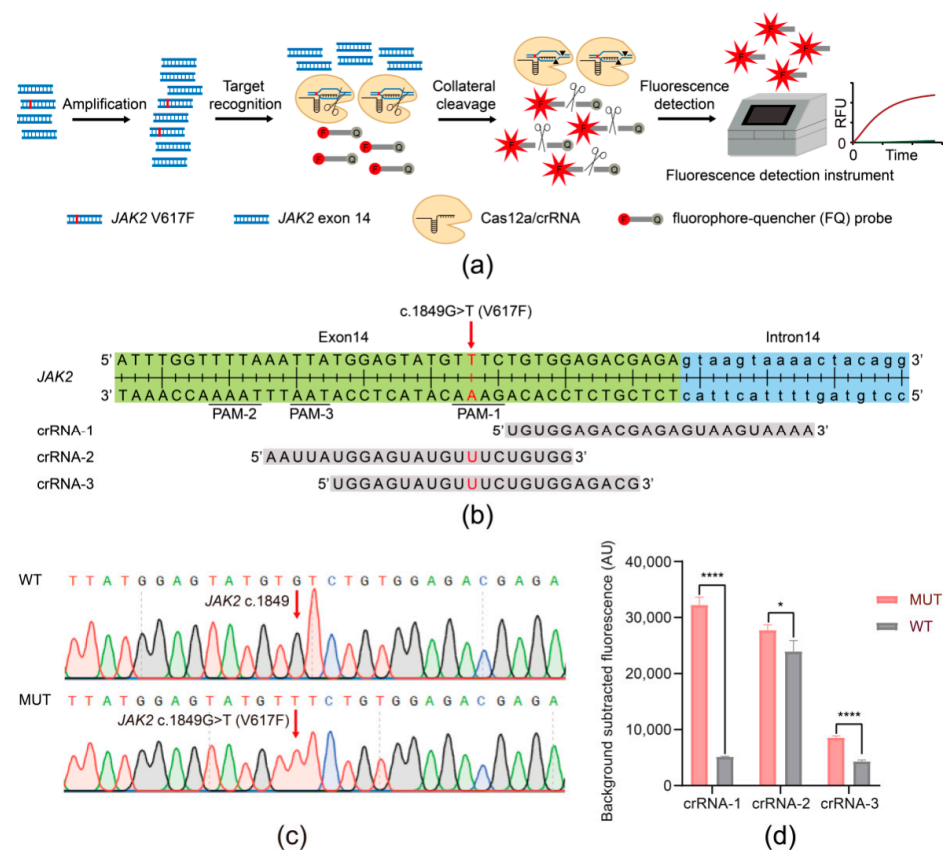 Amplification
Target recognition
Collateral cleavage
Fluorescence detection
F Q
RFU
0
0
Time
Fluorescence detection instrument
JAK2 V617F
JAK2 exon 14
Cas12a/crRNA
fluorophore-quencher (FQ) probe
(a)
c.1849G>T (V617F)
Exon14 Intron14
5' ATTTGGTTTTAAATTATGGAGTATGTTTCTGTGGAGACGAGAgtaagtaaaactacagg 3'
JAK2
3' TAAACCAAAATTTAATACCTCATACAAAGACACCTCTGCTCTcattcattttgatgtcc 5'
PAM-2 PAM-3 PAM-1
crRNA-1 5' UGUGGAGACGAGAGUAAGUAAAA 3'
crRNA-2 5' AAUUAUGGAGUAUGUUUCUGUGG 3'
crRNA-3 5' UGGAGUAUGUUUCUGUGGAGACG 3'
(b)
WT T T A T G G A G T A T G T G T C T G T G G A G A C G A G A
JAK2 c.1849
MUT T T A T G G A G T A T G T T T C T G T G G A G A C G A G A
JAK2 c.1849G>T (V617F)
(c)
Background subtracted fluorescence (AU)
40,000
30,000
20,000
10,000
0
****
*
****
MUT
WT
crRNA-1 crRNA-2 crRNA-3
(d)